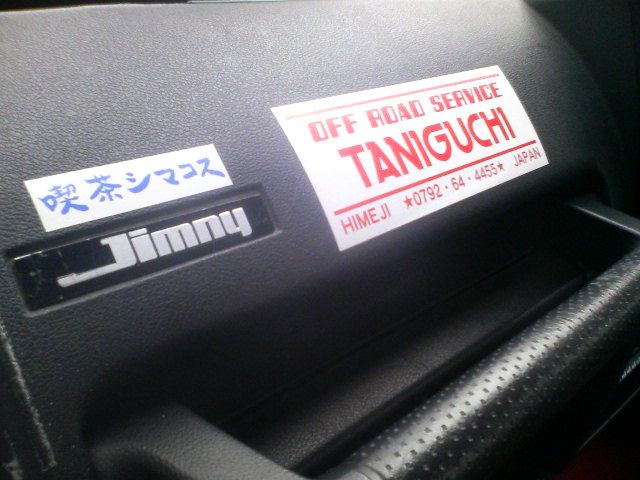 喫茶シマコス
Jimny
OFF ROAD SERVICE
TANIGUCHI
HIMEJI ★0792・64・4455★ JAPAN